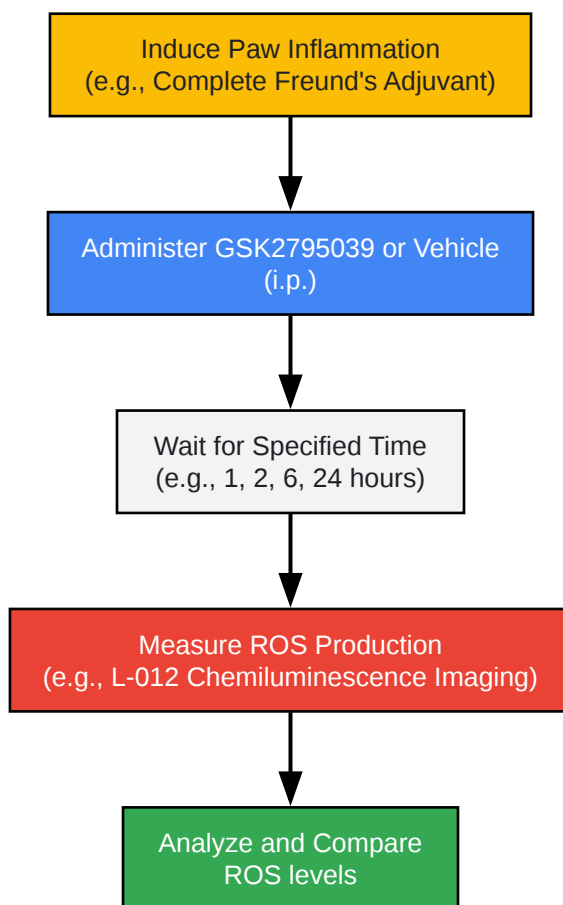 Induce Paw Inflammation
(e.g., Complete Freund's Adjuvant)
Administer GSK2795039 or Vehicle
(i.p.)
Wait for Specified Time
(e.g., 1, 2, 6, 24 hours)
Measure ROS Production
(e.g., L-012 Chemiluminescence Imaging)
Analyze and Compare
ROS levels